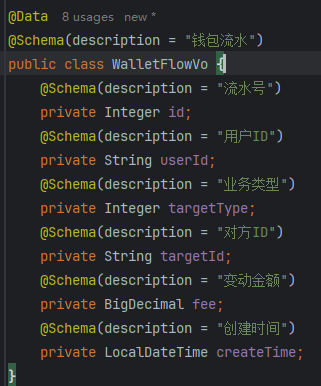 @Data 8 usages new *
@Schema(description = "钱包流水")
public class WalletFlowVo {
@Schema(description = "流水号")
private Integer id;
@Schema(description = "用户ID")
private String userId;
@Schema(description = "业务类型")
private Integer targetType;
@Schema(description = "对方ID")
private String targetId;
@Schema(description = "变动金额")
private BigDecimal fee;
@Schema(description = "创建时间")
private LocalDateTime createTime;
}